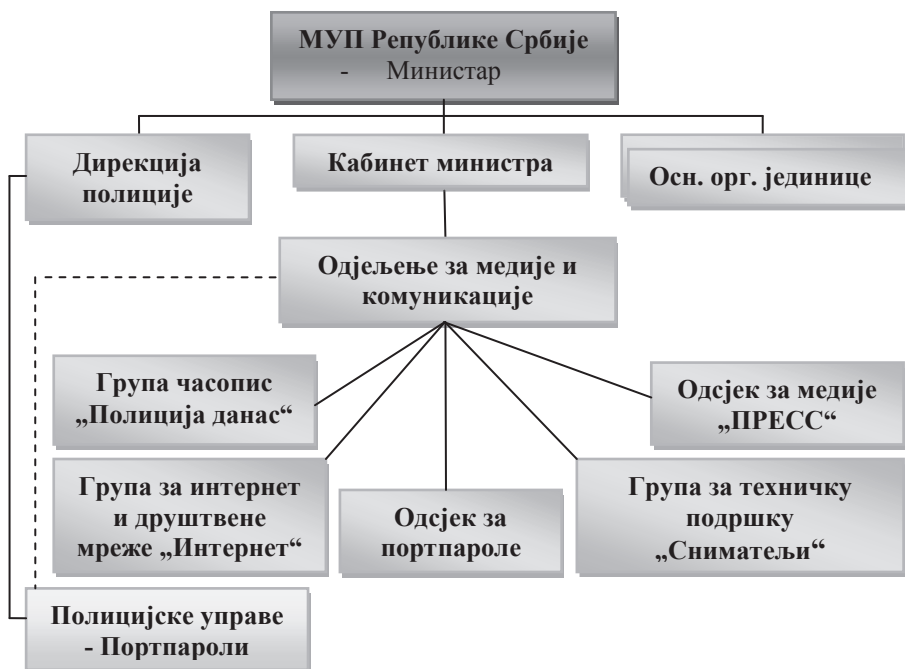 МУП Републике Србије
- Министар
Дирекција
полиције
Кабинет министра
Осн. орг. јединице
Одјељење за медије и
комуникације
Група часопис
„Полиција данас“
Одсјек за медије
„ПРЕСС“
Група за интернет
и друштвене
мреже „Интернет“
Одсјек за
портпароле
Група за техничку
подршку
„Сниматељи“
Полицијске управе
- Портпароли